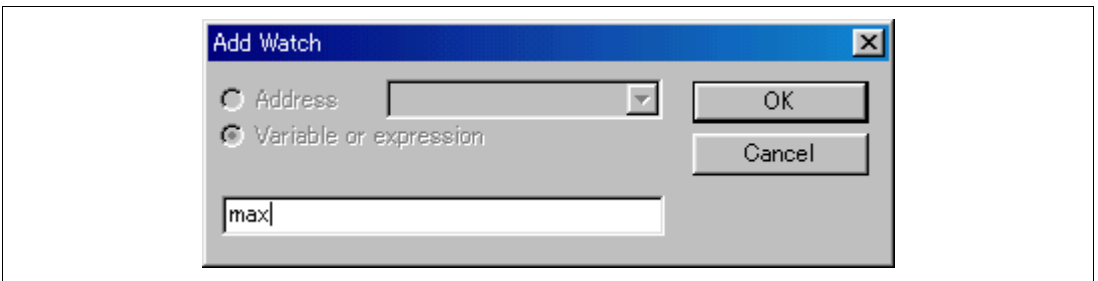 Add Watch
Address
OK
Variable or expression
Cancel
max